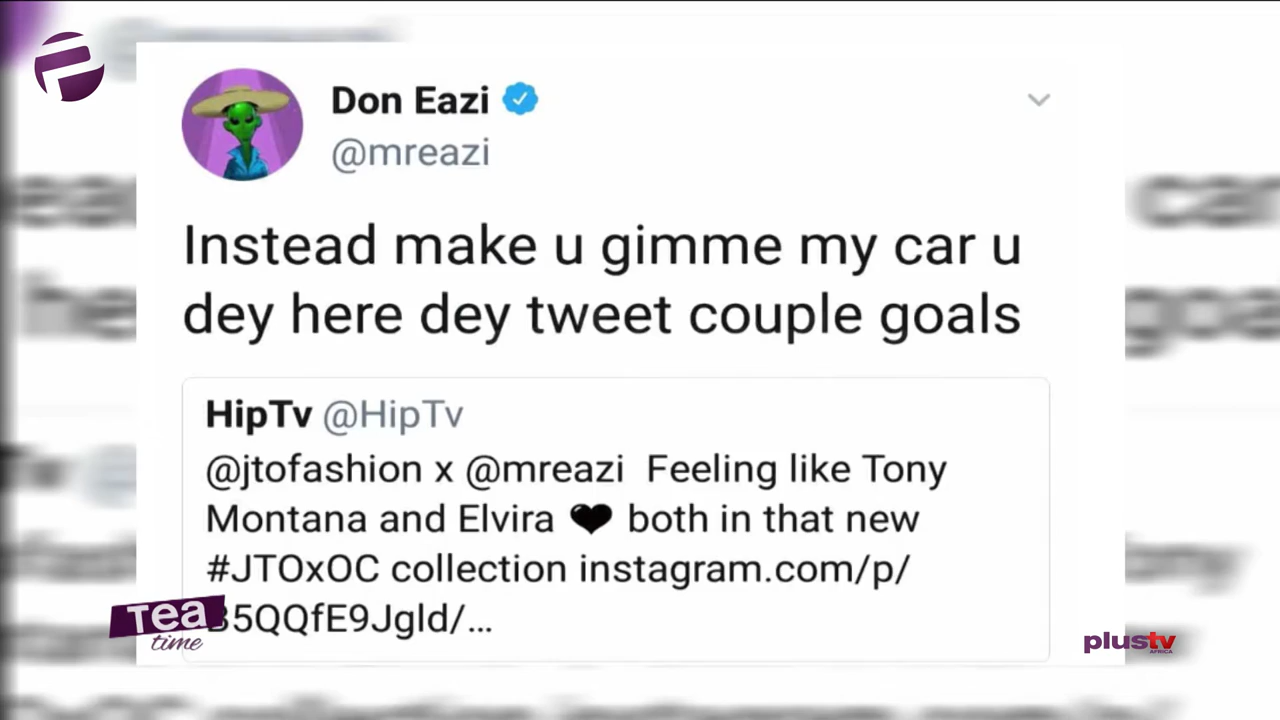 Don Eazi
@mreazi
Instead make u gimme my car u
dey here dey tweet couple goals
HipTv @HipTv
@jtofashion x @mreazi Feeling like Tony
Montana and Elvira 🖤 both in that new
#JTOxOC collection instagram.com/p/
B5QQfE9Jgld/...
Tea
time
plustv
AFRICA